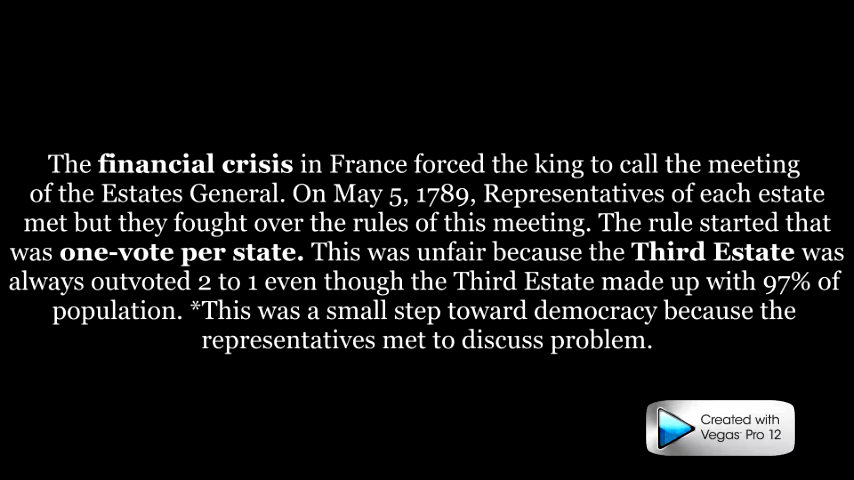 The financial crisis in France forced the king to call the meeting
of the Estates General. On May 5, 1789, Representatives of each estate
met but they fought over the rules of this meeting. The rule started that
was one-vote per state. This was unfair because the Third Estate was
always outvoted 2 to 1 even though the Third Estate made up with 97% of
population. *This was a small step toward democracy because the
representatives met to discuss problem.
Created with
Vegas™ Pro 12